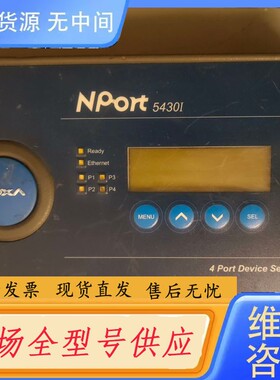 货源 无中间
NPort 5430I
Ready
Ethernet
P1 P3
P2 P4
MENU
SEL
4 Port Device Se
发票 现货直发 售后无忧
场全型号供应
维
咨